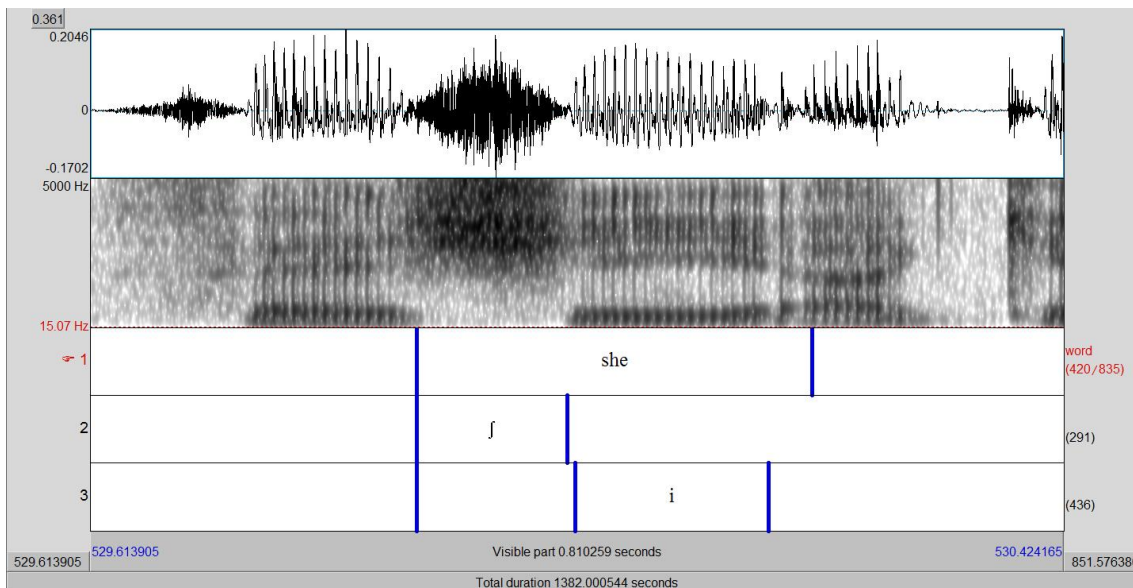 0.361
0.2046
0
-0.1702
5000 Hz
15.07 Hz
☞ 1 she word
(420/835)
2 ʃ (291)
3 i (436)
529.613905 Visible part 0.810259 seconds 530.424165
529.613905 851.576380
Total duration 1382.000544 seconds